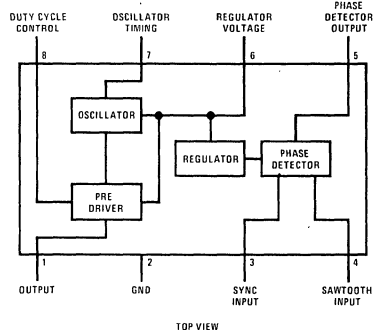 DUTY CYCLE
CONTROL
OSCILLATOR
TIMING
REGULATOR
VOLTAGE
PHASE
DETECTOR
OUTPUT
8
7
6
5
OSCILLATOR
REGULATOR
PHASE
DETECTOR
PRE
DRIVER
1
2
3
4
OUTPUT
GND
SYNC
INPUT
SAWTOOTH
INPUT
TOP VIEW